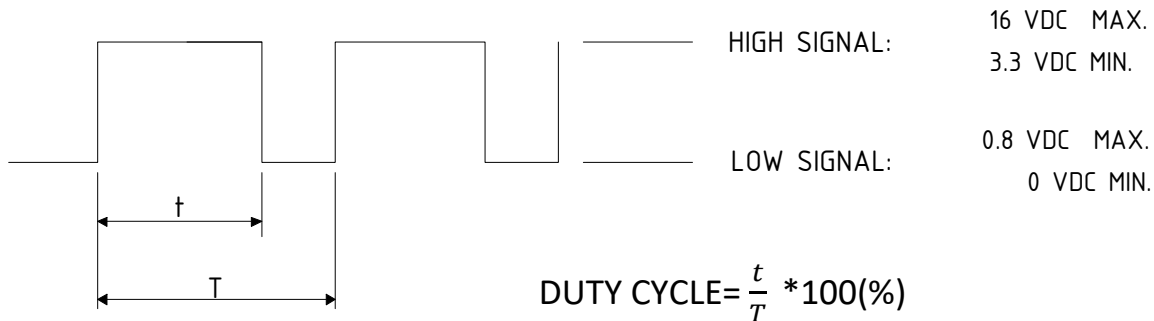 HIGH SIGNAL: 16 VDC MAX.
3.3 VDC MIN.
LOW SIGNAL: 0.8 VDC MAX.
0 VDC MIN.
t
T
DUTY CYCLE= t/T *100(%)